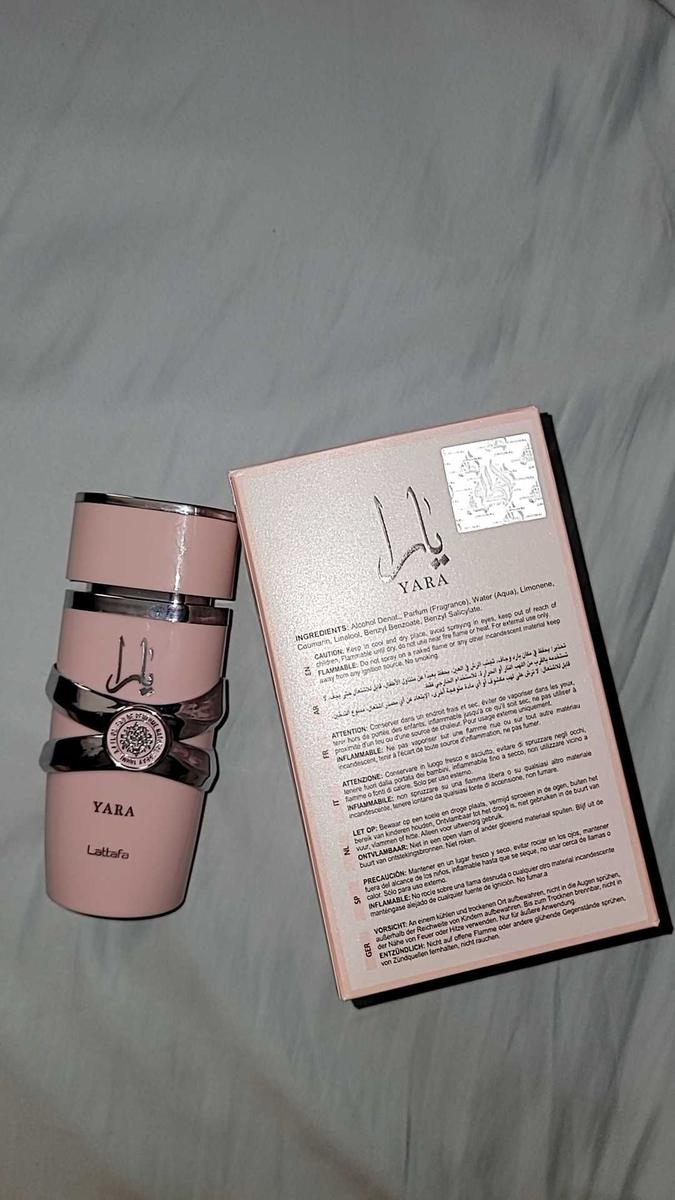 يارا
YARA
Lattafa
يارا
YARA
INGREDIENTS: Alcohol Denat., Parfum (Fragrance), Water (Aqua), Limonene,
Coumarin, Linalool, Benzyl Benzoate, Benzyl Salicylate.
EN
CAUTION: Keep in cool and dry place, avoid spraying in eyes, keep out of reach of
children, Flammable until dry, do not use near fire flame or heat. For external use only.
FLAMMABLE: Do not spray on a naked flame or any other incandescent material keep
away from any ignition source. No smoking.
AR
FR
ATTENTION: Conserver dans un endroit frais et sec, éviter de vaporiser dans les yeux,
tenir hors da portée des enfants, inflammable jusqu'à ce qu'il soit sec, ne pas utiliser à
proximité d'un feu ou d'une source de chaleur. Pour usage externe uniquement.
INFLAMMABLE: Ne pas vaporiser sur une flamme nue ou sur tout autre matériau
incandescent, tenir à l'écart de toute source d'inflammation, ne pas fumer.
IT
ATTENZIONE: Conservare in luogo fresco e asciutto, evitare di spruzzare negli occhi,
tenere fuori dalla portata dei bambini, infiammabile fino a secco, non utilizzare vicino a
fiamme o fonti di calore. Solo per uso esterno.
INFIAMMABILE: non spruzzare su una fiamma libera o su qualsiasi altro materiale
incandescente, tenere lontano da qualsiasi fonte di accensione, non fumare.
NL
LET OP: Bewaar op een koele en droge plaats, vermijd sproeien in de ogen, buiten het
bereik van kinderen houden, Ontvlambaar tot het droog is, niet gebruiken in de buurt van
vuur, vlammen of hitte. Alleen voor uitwendig gebruik.
ONTVLAMBAAR: Niet in een open vlam of ander gloeiend materiaal spuiten. Blijf uit de
buurt van ontstekingsbronnen. Niet roken.
SP
PRECAUCIÓN: Mantener en un lugar fresco y seco, evitar rociar en los ojos, mantener
fuera del alcance de los niños, inflamable hasta que se seque, no usar cerca de llamas o
calor. Sólo para uso externo.
INFLAMABLE: No rocíe sobre una llama desnuda o cualquier otro material incandescente
manténgase alejado de cualquier fuente de ignición. No fumar.a
GER
VORSICHT: An einem kühlen und trockenen Ort aufbewahren, nicht in die Augen sprühen,
außerhalb der Reichweite von Kindern aufbewahren. Bis zum Trocknen brennbar, nicht in
der Nähe von Feuer oder Hitze verwenden. Nur für äußere Anwendung.
ENTZÜNDLICH: Nicht auf offene Flamme oder andere glühende Gegenstände sprühen,
von Zündquellen fernhalten, nicht rauchen.